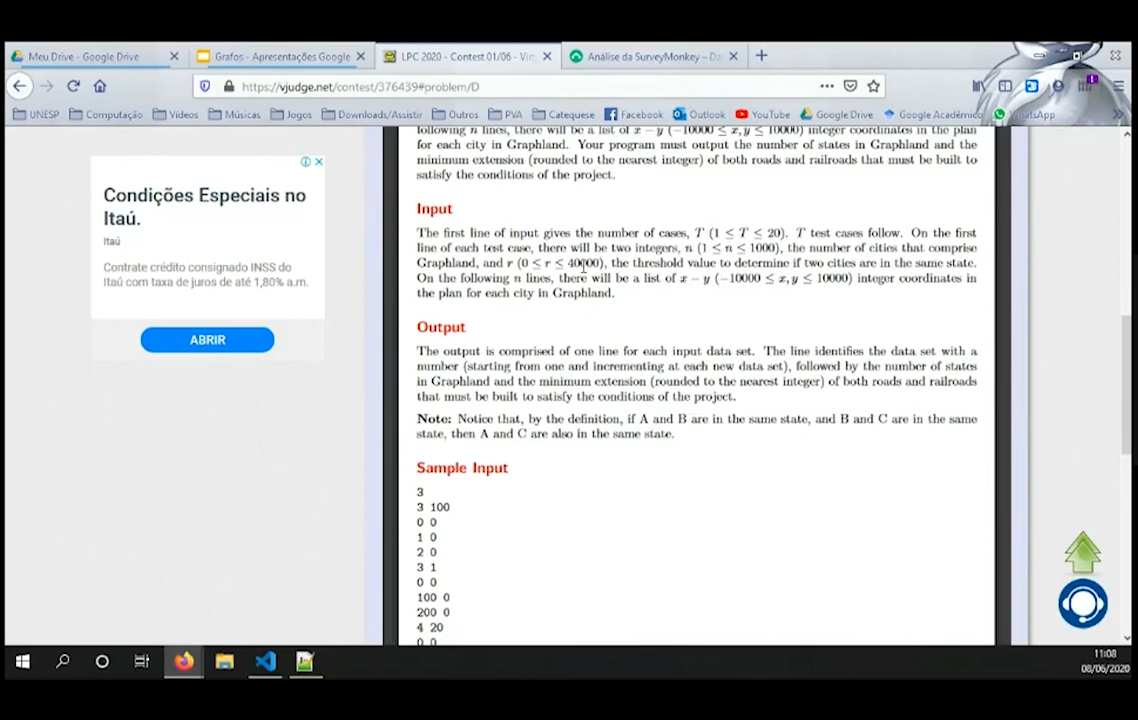 Meu Drive - Google Drive
Grafos - Apresentações Google
LPC 2020 - Contest 01/06 - Vir
Análise da SurveyMonkey – Da
https://vjudge.net/contest/376439#problem/D
UNESP
Computação
Vídeos
Músicas
Jogos
Downloads/Assistir
Outros
PVA
Catequese
Facebook
Outlook
YouTube
Google Drive
Google Acadêmico
WhatsApp
following n lines, there will be a list of x − y (−10000 ≤ x, y ≤ 10000) integer coordinates in the plan
for each city in Graphland. Your program must output the number of states in Graphland and the
minimum extension (rounded to the nearest integer) of both roads and railroads that must be built to
satisfy the conditions of the project.
Input
The first line of input gives the number of cases, T (1 ≤ T ≤ 20). T test cases follow. On the first
line of each test case, there will be two integers, n (1 ≤ n ≤ 1000), the number of cities that comprise
Graphland, and r (0 ≤ r ≤ 40000), the threshold value to determine if two cities are in the same state.
On the following n lines, there will be a list of x − y (−10000 ≤ x, y ≤ 10000) integer coordinates in
the plan for each city in Graphland.
Output
The output is comprised of one line for each input data set. The line identifies the data set with a
number (starting from one and incrementing at each new data set), followed by the number of states
in Graphland and the minimum extension (rounded to the nearest integer) of both roads and railroads
that must be built to satisfy the conditions of the project.
Note: Notice that, by the definition, if A and B are in the same state, and B and C are in the same
state, then A and C are also in the same state.
Sample Input
3
3 100
0 0
1 0
2 0
3 1
0 0
100 0
200 0
4 20
0 0
Condições Especiais no
Itaú.
Itaú
Contrate crédito consignado INSS do
Itaú com taxa de juros de até 1,80% a.m.
ABRIR
11:08
08/06/2020